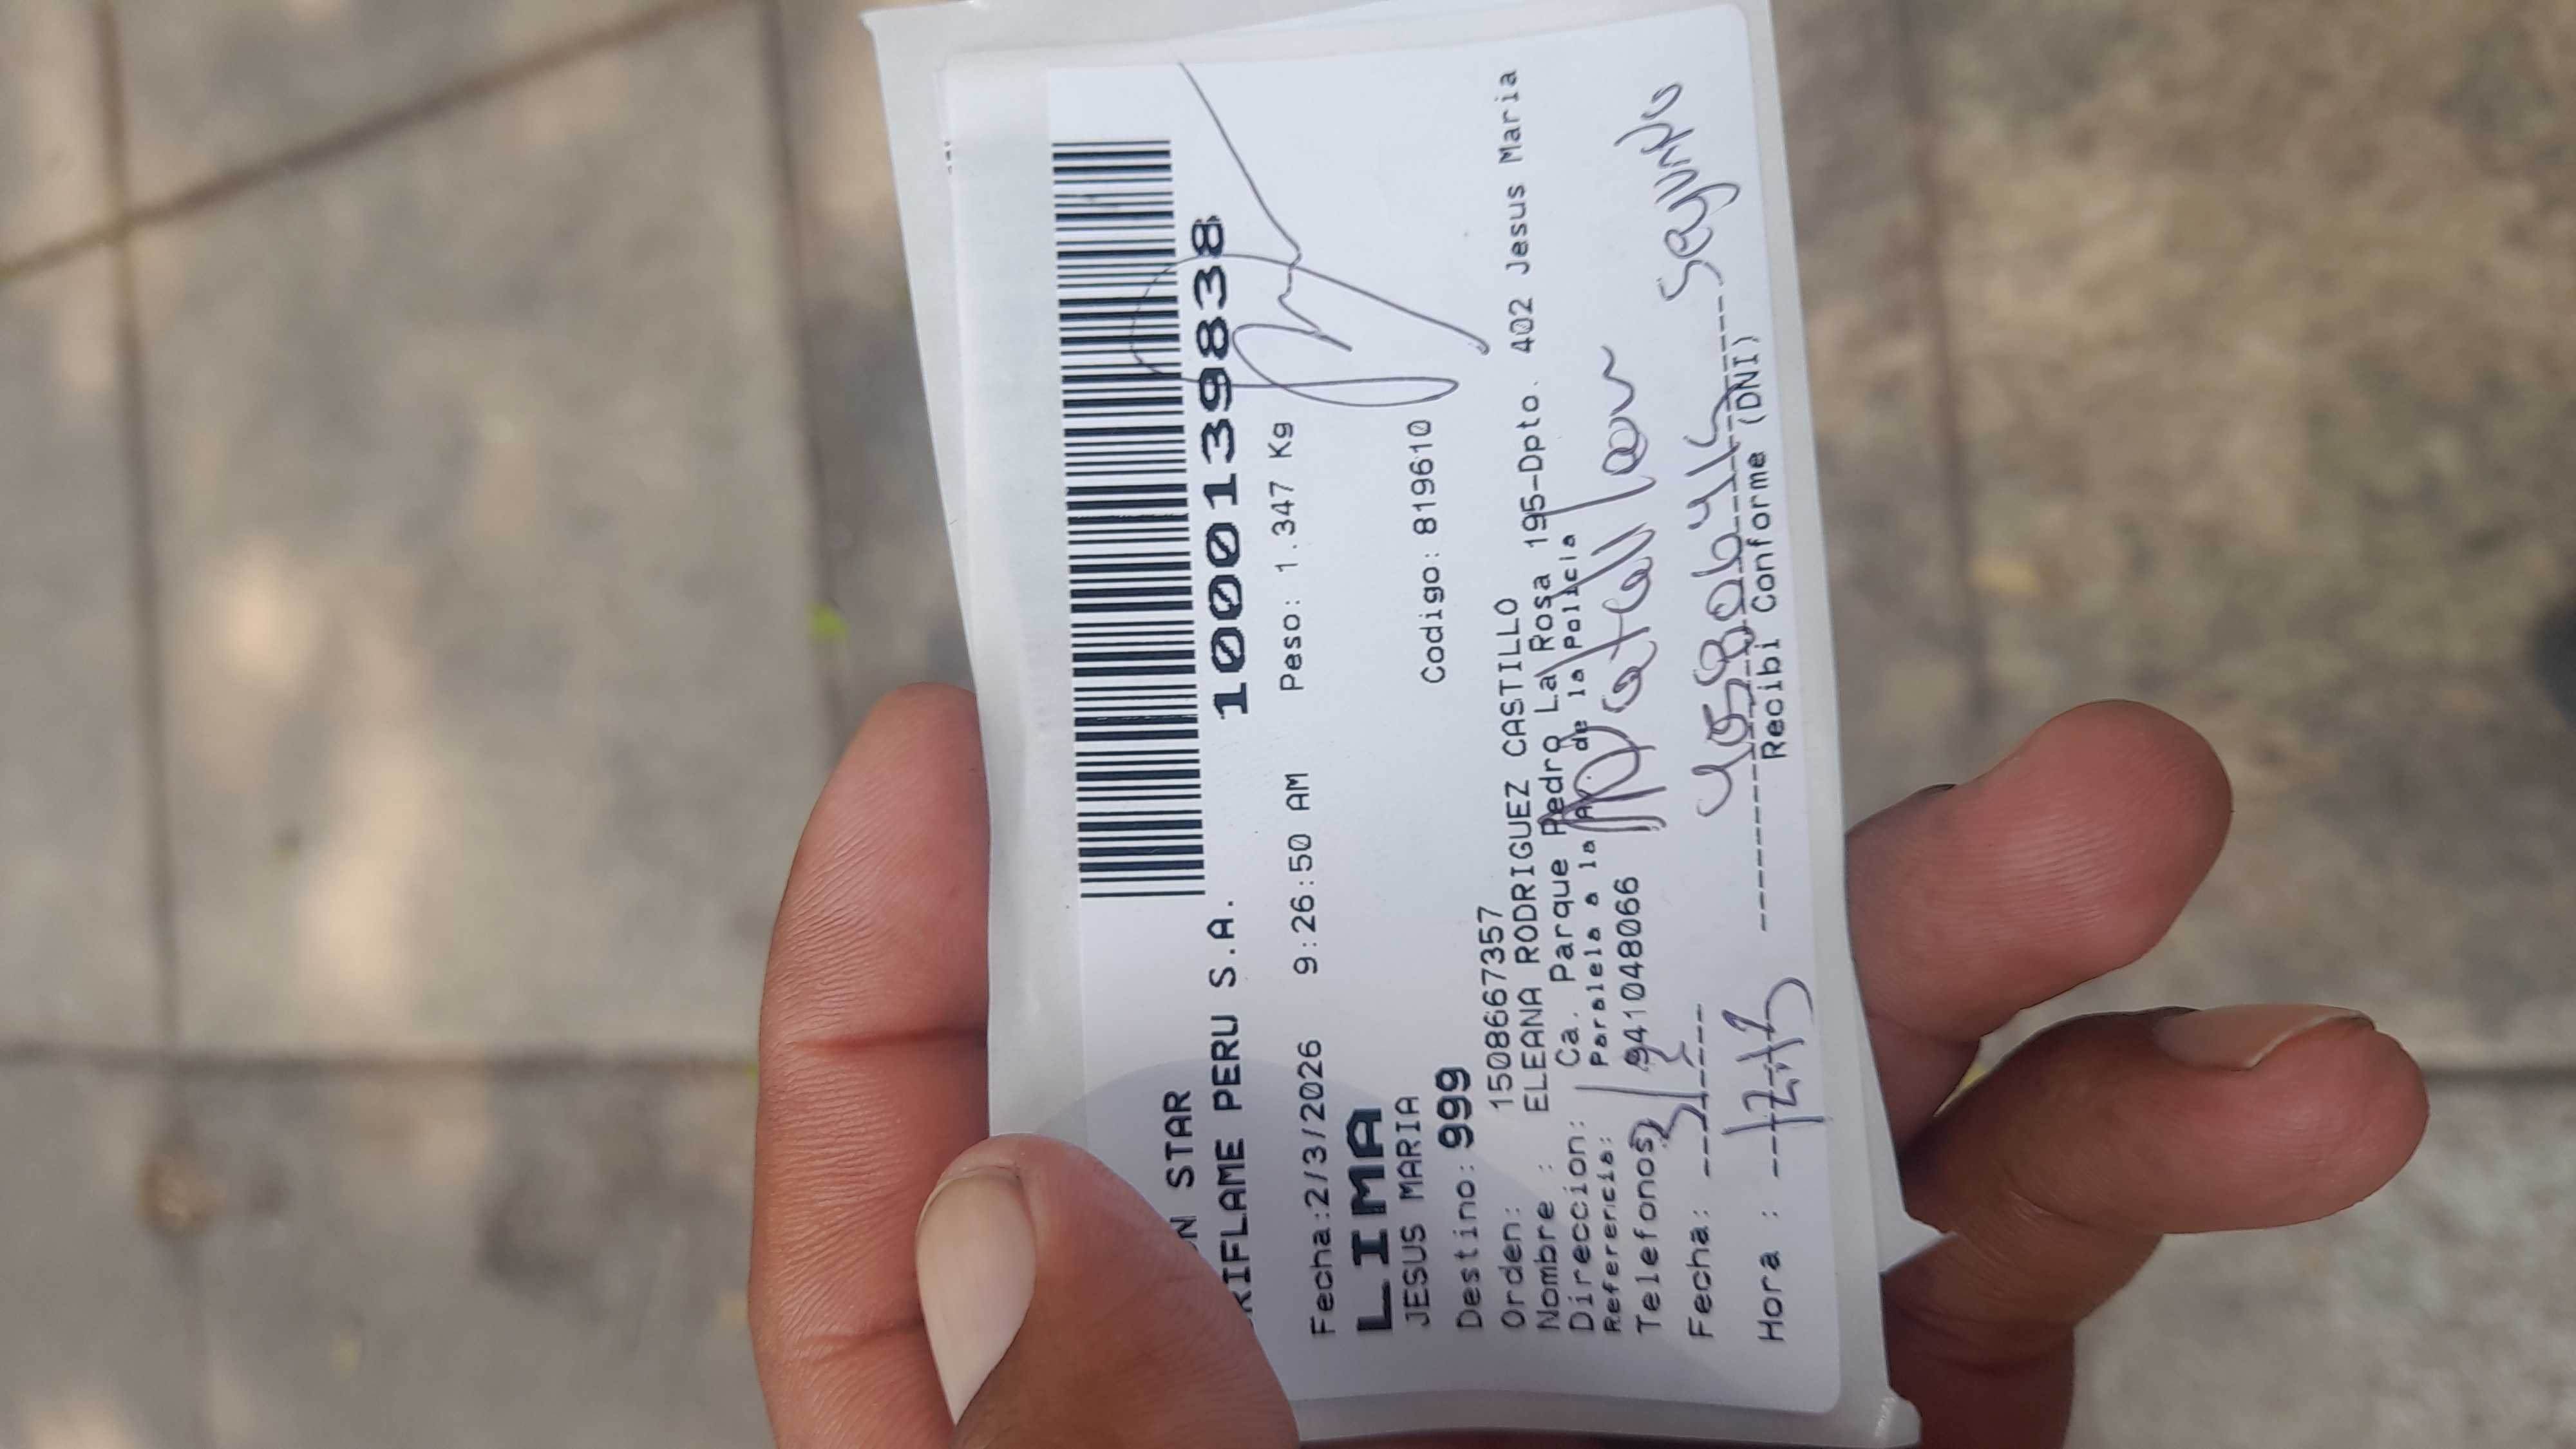 N STAR
RIFLAME PERU S.A. 1000139838
Fecha:2/3/2026 9:26:50 AM Peso: 1.347 Kg
LIMA
JESUS MARIA
Codigo: 819610
Destino: 999
Orden: 1508667357
Nombre : ELEANA RODRIGUEZ CASTILLO
Direccion: Ca. Parque Pedro La Rosa 195-Dpto. 402 Jesus Maria
Referencia: Paralela a la Av. de la Policia
Telefonos 941048066
Fecha: 3/2
Hora :
Recibi Conforme (DNI)